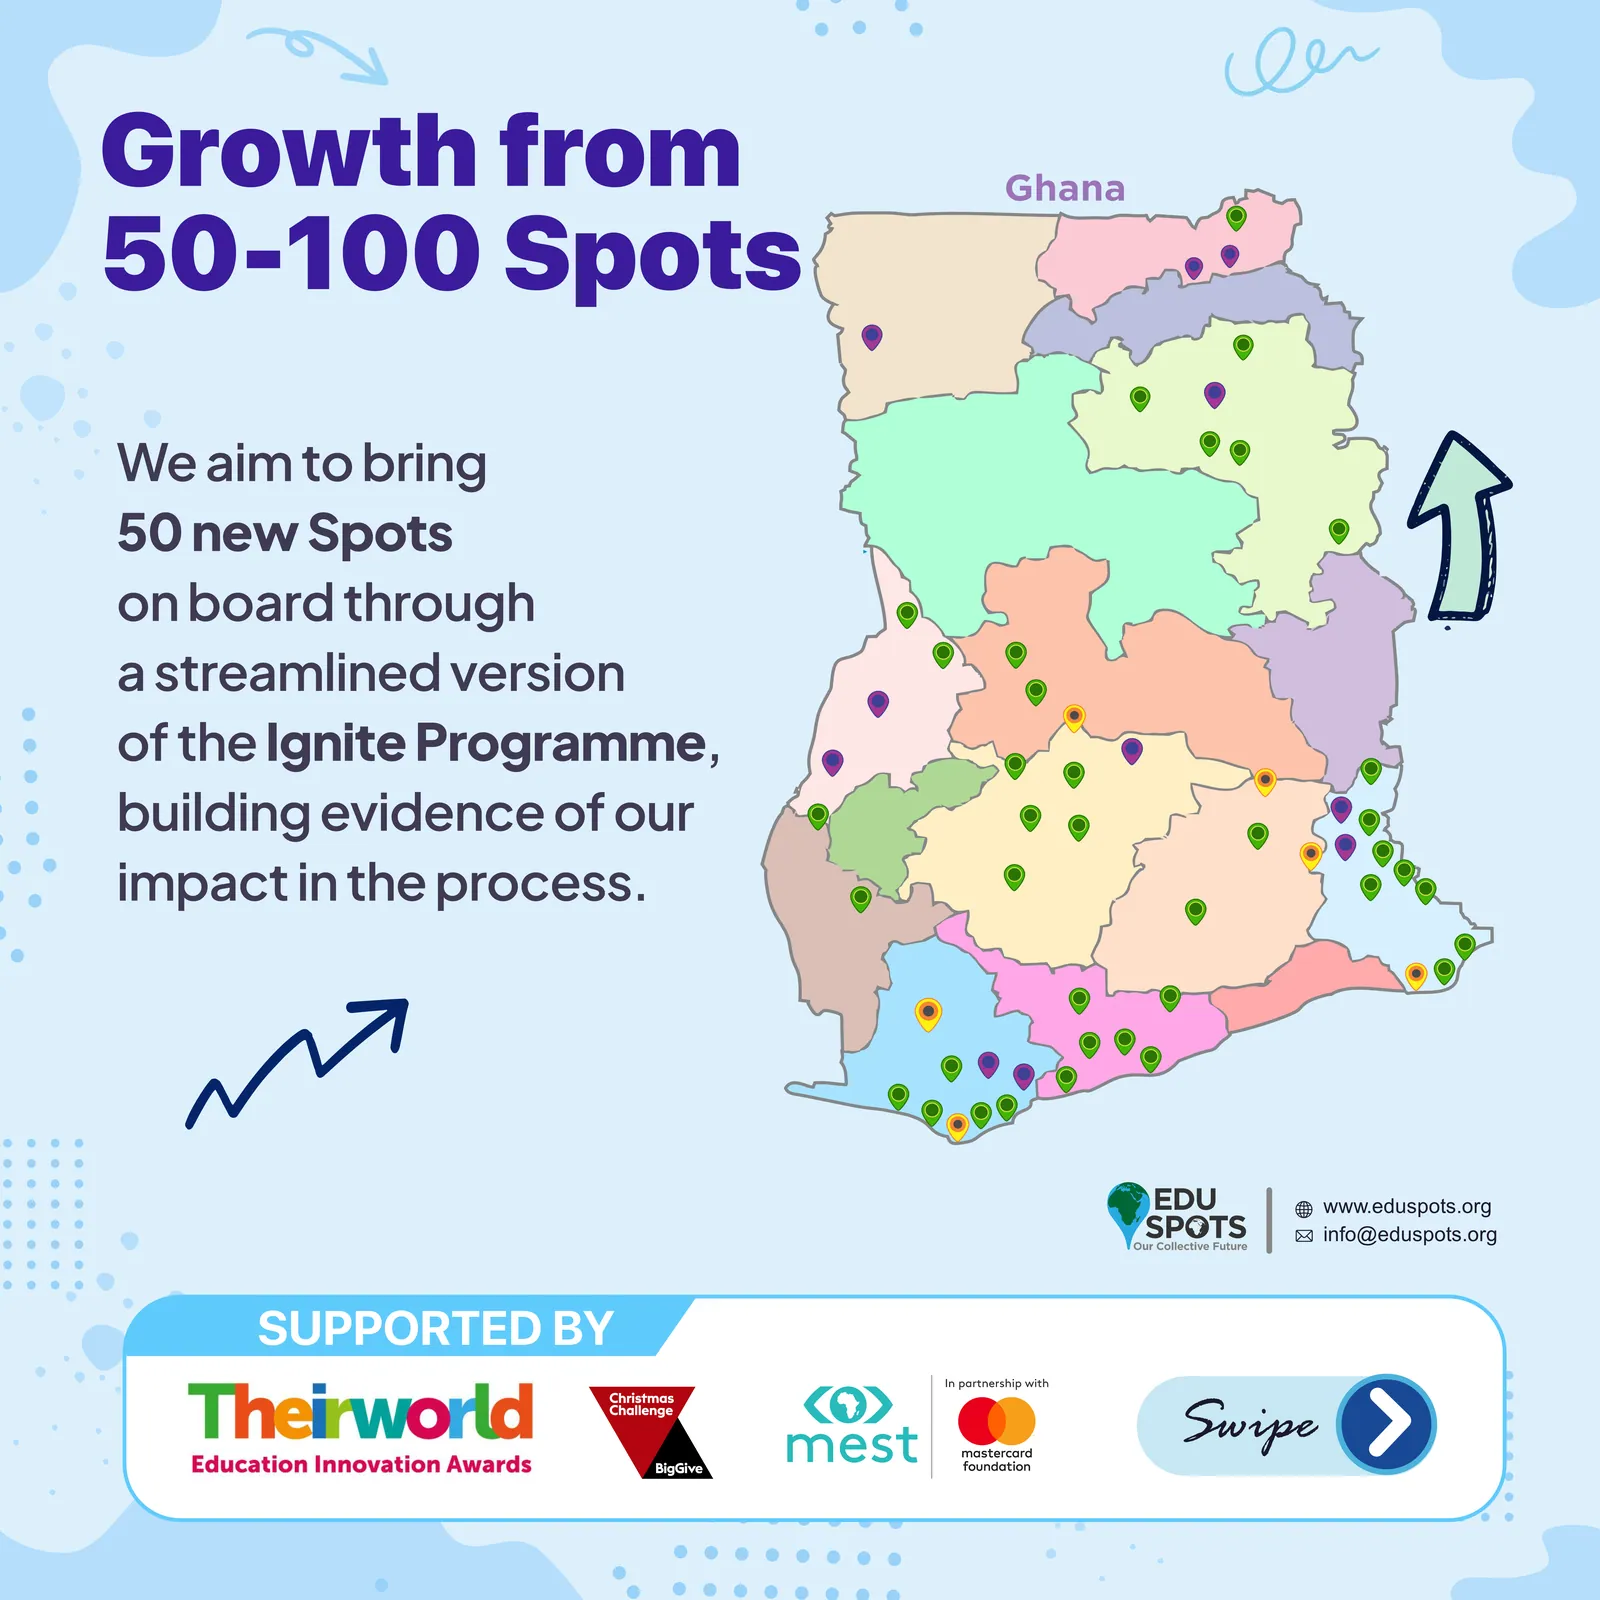 Growth from
50-100 Spots
Ghana
We aim to bring
50 new Spots
on board through
a streamlined version
of the Ignite Programme,
building evidence of our
impact in the process.
EDU
SPOTS
Our Collective Future
www.eduspots.org
info@eduspots.org
SUPPORTED BY
Theirworld
Education Innovation Awards
Christmas
Challenge
BigGive
mest
In partnership with
mastercard
foundation
Swipe